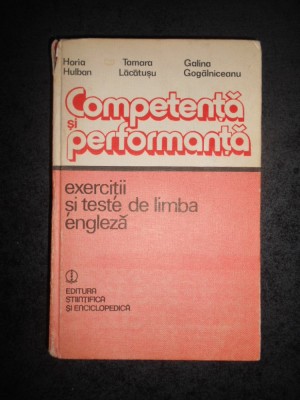 Horia Hulban
Tamara Lăcătușu
Galina Gogălniceanu
Competență
și
performanță
exerciții
și teste de limba
engleză
EDITURA
ȘTIINȚIFICĂ
ȘI ENCICLOPEDICĂ